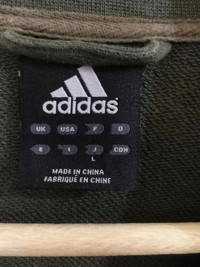 adidas
UK USA F D
E I J CDN
L
MADE IN CHINA
FABRIQUÉ EN CHINE